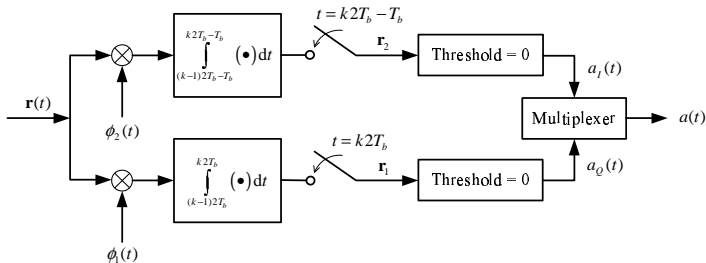 t = k2T_b − T_b
k2T_b−T_b
∫ (•) dt
(k−1)2T_b−T_b
r_2
Threshold = 0
a_I(t)
r(t)
ϕ_2(t)
Multiplexer
a(t)
t = k2T_b
k2T_b
∫ (•) dt
(k−1)2T_b
r_1
Threshold = 0
a_Q(t)
ϕ_1(t)